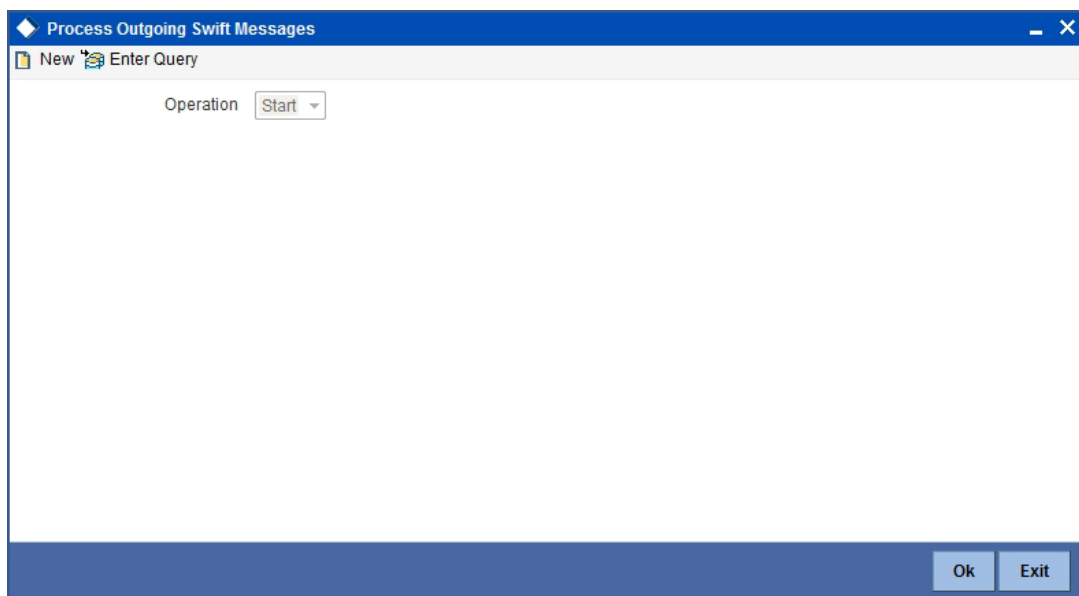 Process Outgoing Swift Messages
New Enter Query
Operation Start
Ok Exit